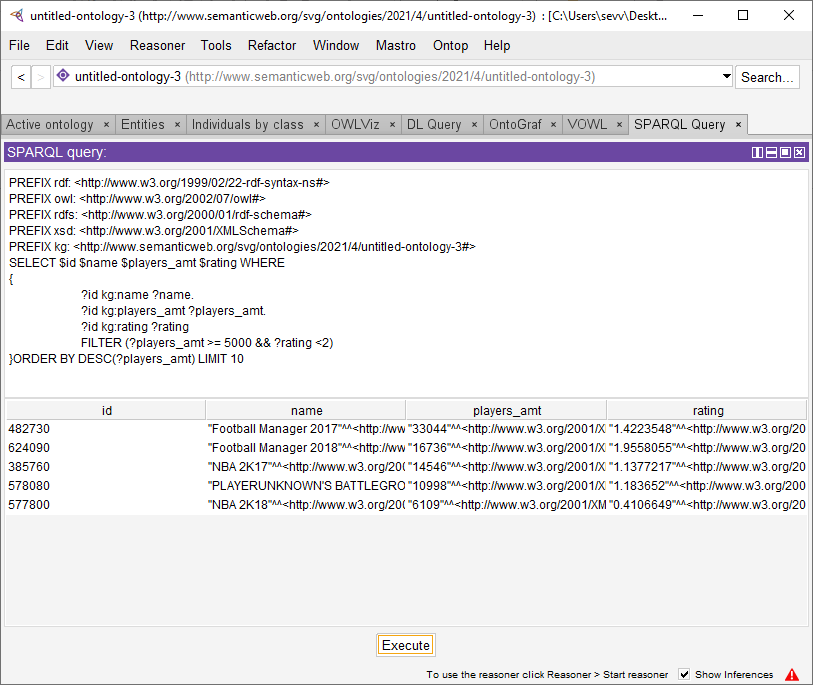 untitled-ontology-3 (http://www.semanticweb.org/svg/ontologies/2021/4/untitled-ontology-3) : [C:\Users\sevv\Deskt...
File Edit View Reasoner Tools Refactor Window Mastro Ontop Help
< > untitled-ontology-3 (http://www.semanticweb.org/svg/ontologies/2021/4/untitled-ontology-3) Search...
Active ontology × Entities × Individuals by class × OWLViz × DL Query × OntoGraf × VOWL × SPARQL Query ×
SPARQL query:
PREFIX rdf: <http://www.w3.org/1999/02/22-rdf-syntax-ns#>
PREFIX owl: <http://www.w3.org/2002/07/owl#>
PREFIX rdfs: <http://www.w3.org/2000/01/rdf-schema#>
PREFIX xsd: <http://www.w3.org/2001/XMLSchema#>
PREFIX kg: <http://www.semanticweb.org/svg/ontologies/2021/4/untitled-ontology-3#>
SELECT $id $name $players_amt $rating WHERE
{
?id kg:name ?name.
?id kg:players_amt ?players_amt.
?id kg:rating ?rating
FILTER (?players_amt >= 5000 && ?rating <2)
}ORDER BY DESC(?players_amt) LIMIT 10
id name players_amt rating
482730 "Football Manager 2017"^^<http://ww "33044"^^<http://www.w3.org/2001/X "1.4223548"^^<http://www.w3.org/20
624090 "Football Manager 2018"^^<http://ww "16736"^^<http://www.w3.org/2001/X "1.9558055"^^<http://www.w3.org/20
385760 "NBA 2K17"^^<http://www.w3.org/200 "14546"^^<http://www.w3.org/2001/X "1.1377217"^^<http://www.w3.org/20
578080 "PLAYERUNKNOWN'S BATTLEGRO "10998"^^<http://www.w3.org/2001/X "1.183652"^^<http://www.w3.org/200
577800 "NBA 2K18"^^<http://www.w3.org/200 "6109"^^<http://www.w3.org/2001/XM "0.4106649"^^<http://www.w3.org/20
Execute
To use the reasoner click Reasoner > Start reasoner Show Inferences